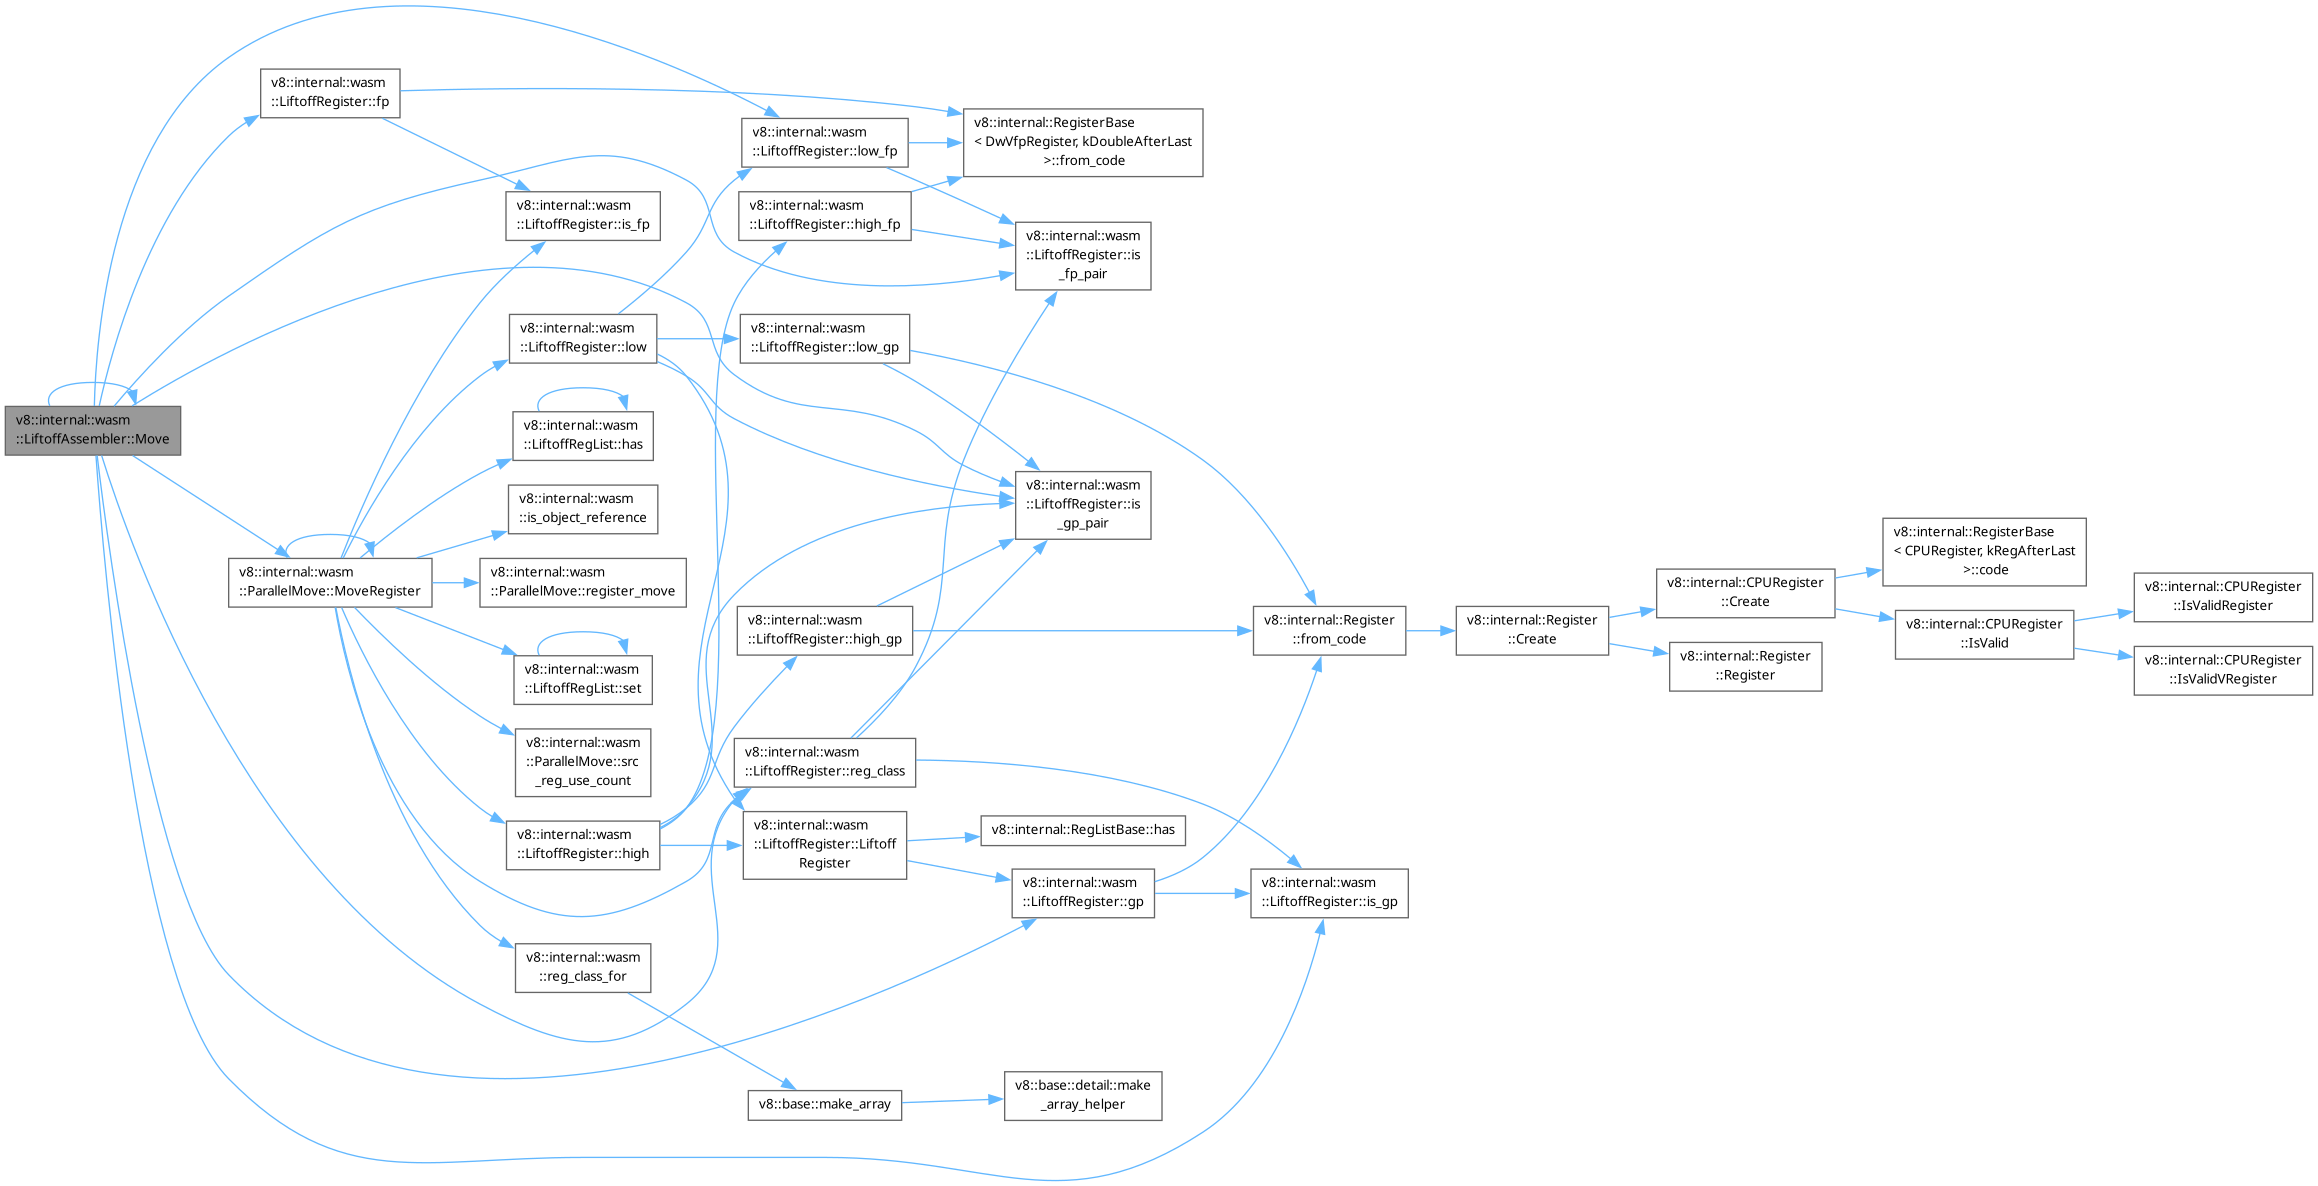 v8::internal::wasm
::LiftoffAssembler::Move
v8::internal::wasm
::LiftoffRegister::fp
v8::internal::wasm
::ParallelMove::MoveRegister
v8::internal::wasm
::LiftoffRegister::is_fp
v8::internal::wasm
::LiftoffRegister::low
v8::internal::wasm
::LiftoffRegList::has
v8::internal::wasm
::is_object_reference
v8::internal::wasm
::ParallelMove::register_move
v8::internal::wasm
::LiftoffRegList::set
v8::internal::wasm
::ParallelMove::src
_reg_use_count
v8::internal::wasm
::LiftoffRegister::high
v8::internal::wasm
::reg_class_for
v8::internal::wasm
::LiftoffRegister::low_fp
v8::internal::wasm
::LiftoffRegister::high_fp
v8::internal::wasm
::LiftoffRegister::low_gp
v8::internal::wasm
::LiftoffRegister::high_gp
v8::internal::wasm
::LiftoffRegister::reg_class
v8::internal::wasm
::LiftoffRegister::Liftoff
Register
v8::base::make_array
v8::internal::RegisterBase
< DwVfpRegister, kDoubleAfterLast
>::from_code
v8::internal::wasm
::LiftoffRegister::is
_fp_pair
v8::internal::wasm
::LiftoffRegister::is
_gp_pair
v8::internal::RegListBase::has
v8::internal::wasm
::LiftoffRegister::gp
v8::base::detail::make
_array_helper
v8::internal::Register
::from_code
v8::internal::wasm
::LiftoffRegister::is_gp
v8::internal::Register
::Create
v8::internal::CPURegister
::Create
v8::internal::Register
::Register
v8::internal::RegisterBase
< CPURegister, kRegAfterLast
>::code
v8::internal::CPURegister
::IsValid
v8::internal::CPURegister
::IsValidRegister
v8::internal::CPURegister
::IsValidVRegister